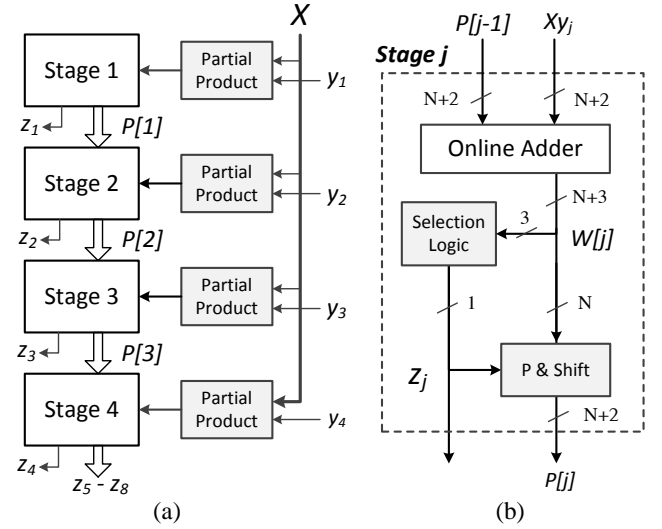 X
Stage 1
Partial Product
y1
z1
P[1]
Stage 2
Partial Product
y2
z2
P[2]
Stage 3
Partial Product
y3
z3
P[3]
Stage 4
Partial Product
y4
z4
z5 - z8
(a)
P[j-1]
Xyj
Stage j
N+2
N+2
Online Adder
N+3
Selection Logic
3
W[j]
1
N
zj
P & Shift
N+2
P[j]
(b)